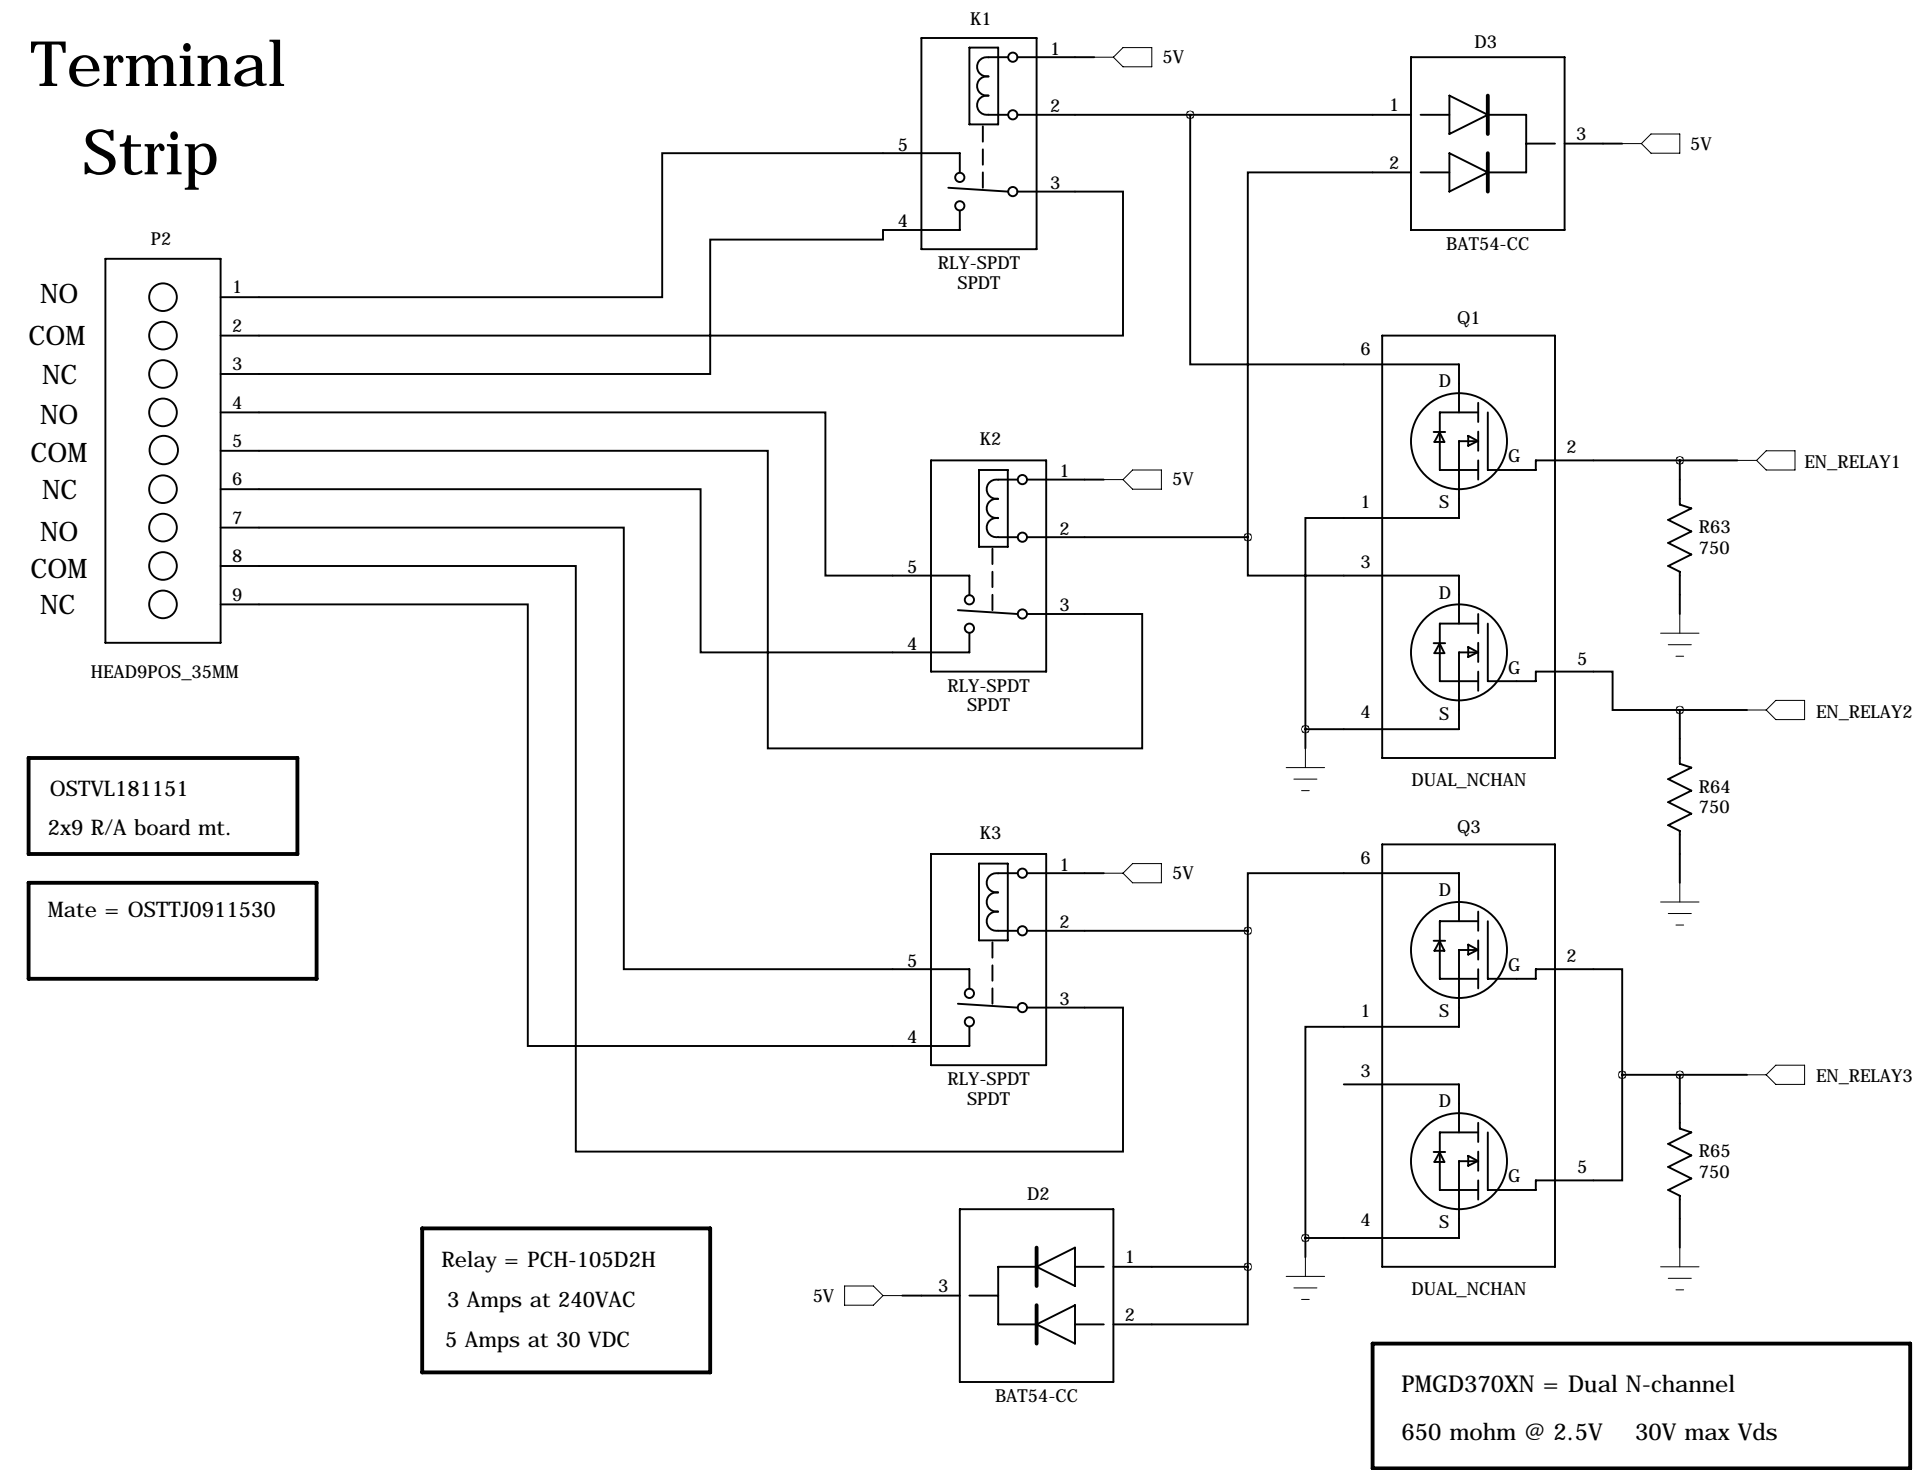 Terminal
Strip
P2
NO
1
COM
2
NC
3
NO
4
COM
5
NC
6
NO
7
COM
8
NC
9
HEAD9POS_35MM
OSTVL181151
2x9 R/A board mt.
Mate = OSTTJ0911530
K1
1
5V
2
5
3
4
RLY-SPDT
SPDT
D3
1
2
3
5V
BAT54-CC
K2
1
5V
2
5
3
4
RLY-SPDT
SPDT
Q1
6
D
G
2
EN_RELAY1
S
1
R63
750
3
D
G
5
EN_RELAY2
S
4
R64
750
DUAL_NCHAN
K3
1
5V
2
5
3
4
RLY-SPDT
SPDT
Q3
6
D
G
2
S
1
3
EN_RELAY3
D
G
5
R65
750
S
4
DUAL_NCHAN
D2
1
5V
3
2
BAT54-CC
Relay = PCH-105D2H
3 Amps at 240VAC
5 Amps at 30 VDC
PMGD370XN = Dual N-channel
650 mohm @ 2.5V 30V max Vds